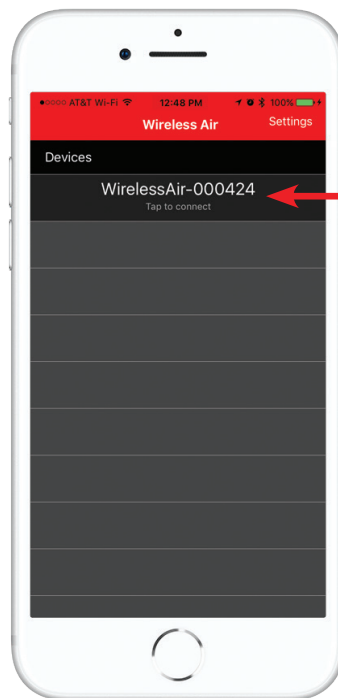 AT&T Wi-Fi 12:48 PM 100%
Wireless Air Settings
Devices
WirelessAir-000424
Tap to connect